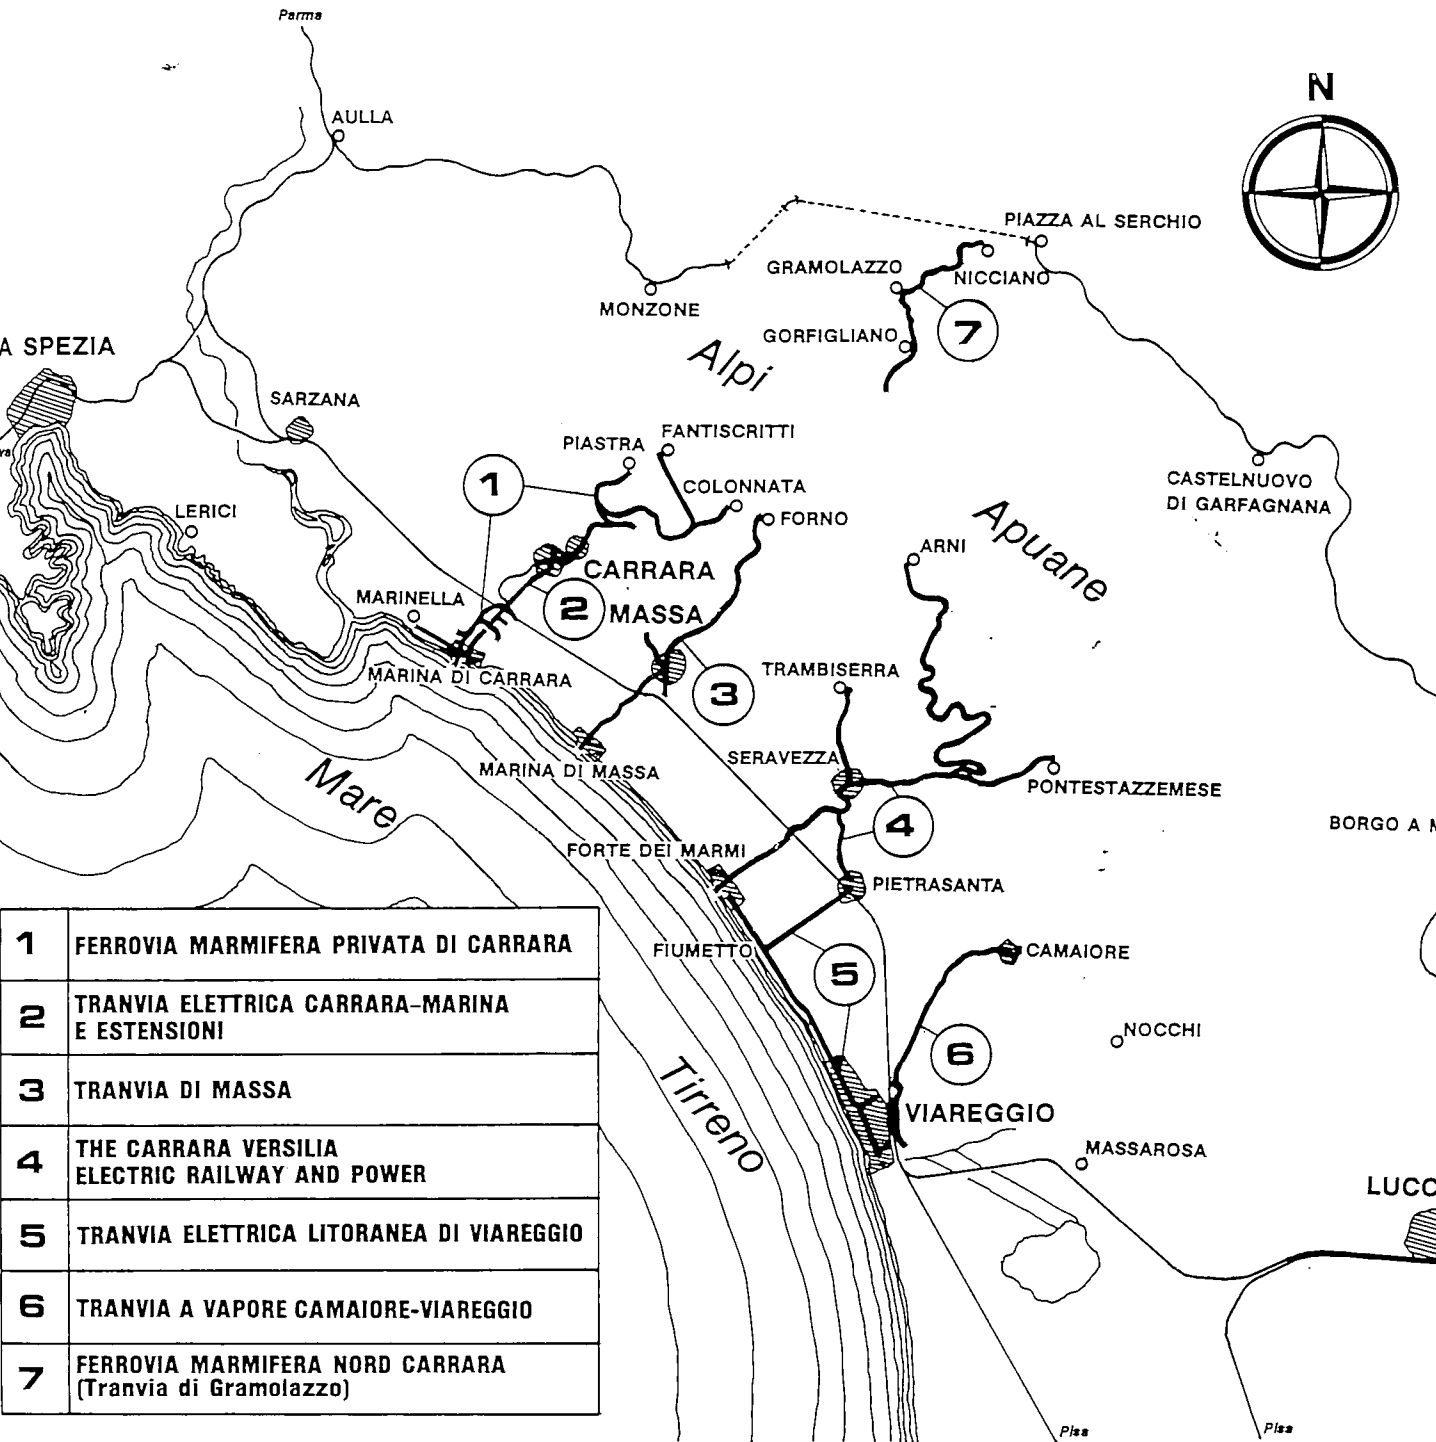 Parma
N
AULLA
PIAZZA AL SERCHIO
GRAMOLAZZO
NICCIANO
MONZONE
7
GORFIGLIANO
A SPEZIA
Alpi
SARZANA
PIASTRA
FANTISCRITTI
1
COLONNATA
CASTELNUOVO
DI GARFAGNANA
LERICI
FORNO
Apuane
ARNI
CARRARA
MARINELLA
2
MASSA
MARINA DI CARRARA
TRAMBISERRA
3
SERAVEZZA
MARINA DI MASSA
PONTESTAZZEMESE
Mare
4
BORGO A M
FORTE DEI MARMI
PIETRASANTA
FIUMETTO
CAMAIORE
5
NOCCHI
6
Tirreno
VIAREGGIO
MASSAROSA
LUCC
Pisa
Pisa
1 FERROVIA MARMIFERA PRIVATA DI CARRARA
2 TRANVIA ELETTRICA CARRARA-MARINA
E ESTENSIONI
3 TRANVIA DI MASSA
4 THE CARRARA VERSILIA
ELECTRIC RAILWAY AND POWER
5 TRANVIA ELETTRICA LITORANEA DI VIAREGGIO
6 TRANVIA A VAPORE CAMAIORE-VIAREGGIO
7 FERROVIA MARMIFERA NORD CARRARA
(Tranvia di Gramolazzo)